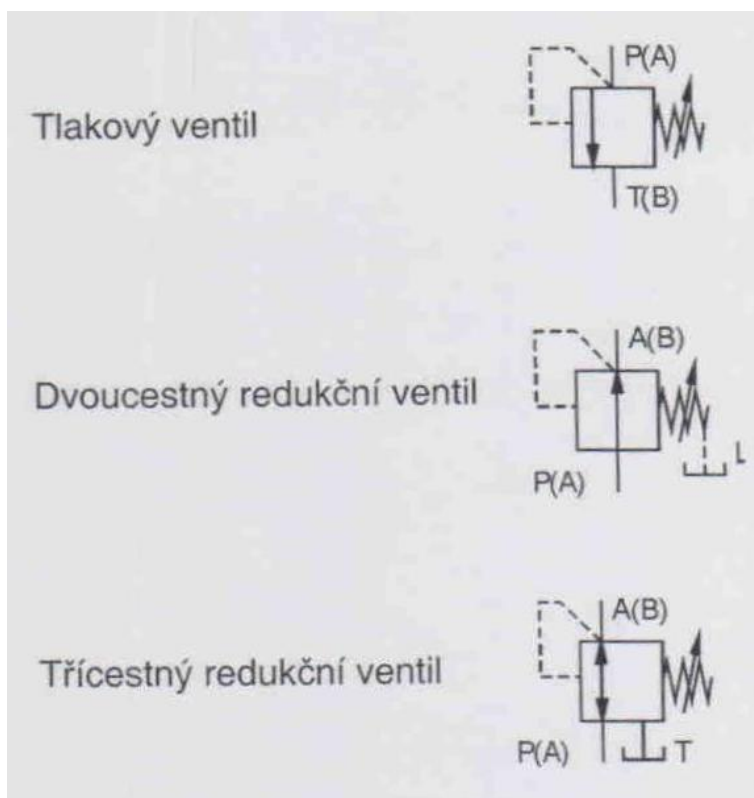 P(A)
Tlakový ventil
T(B)
A(B)
Dvoucestný redukční ventil
L
P(A)
A(B)
Třícestný redukční ventil
P(A) T